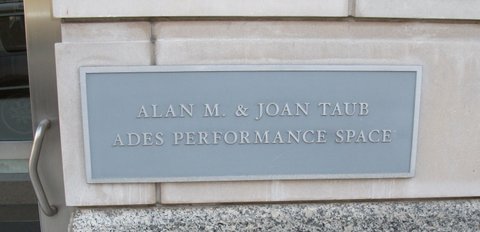 ALAN M. & JOAN TAUB
ADES PERFORMANCE SPACE